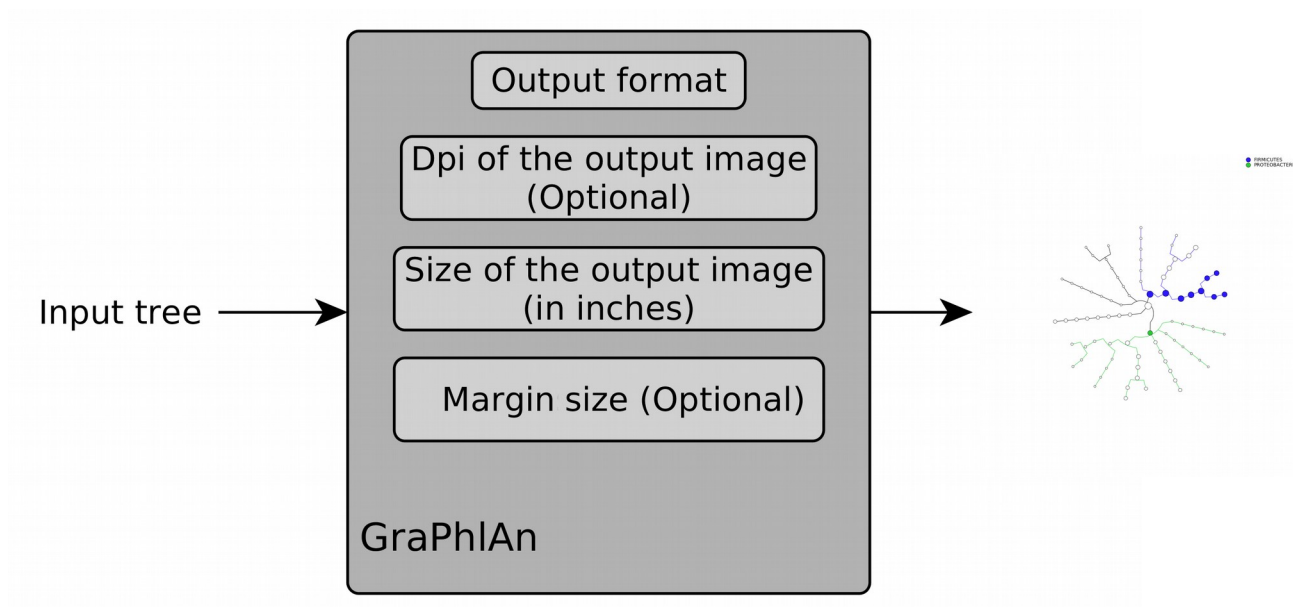 Output format
Dpi of the output image
(Optional)
Size of the output image
(in inches)
Input tree
Margin size (Optional)
GraPhlAn
FIRMICUTES
PROTEOBACTERI